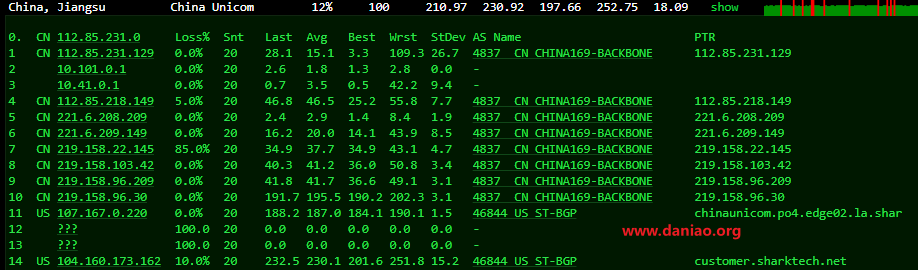 China, Jiangsu China Unicom 12% 100 210.97 230.92 197.66 252.75 18.09 show
0. CN 112.85.231.0 Loss% Snt Last Avg Best Wrst StDev AS Name PTR
1 CN 112.85.231.129 0.0% 20 28.1 15.1 3.3 109.3 26.7 4837 CN CHINA169-BACKBONE 112.85.231.129
2 10.101.0.1 0.0% 20 2.6 1.8 1.3 2.8 0.0 -
3 10.41.0.1 0.0% 20 0.7 3.5 0.5 42.2 9.4 -
4 CN 112.85.218.149 5.0% 20 46.8 46.5 25.2 55.8 7.7 4837 CN CHINA169-BACKBONE 112.85.218.149
5 CN 221.6.208.209 0.0% 20 2.4 2.9 1.4 8.4 1.9 4837 CN CHINA169-BACKBONE 221.6.208.209
6 CN 221.6.209.149 0.0% 20 16.2 20.0 14.1 43.9 8.5 4837 CN CHINA169-BACKBONE 221.6.209.149
7 CN 219.158.22.145 85.0% 20 34.9 37.7 34.9 43.1 4.7 4837 CN CHINA169-BACKBONE 219.158.22.145
8 CN 219.158.103.42 0.0% 20 40.3 41.2 36.0 50.8 3.4 4837 CN CHINA169-BACKBONE 219.158.103.42
9 CN 219.158.96.209 0.0% 20 41.8 41.7 36.6 49.1 3.1 4837 CN CHINA169-BACKBONE 219.158.96.209
10 CN 219.158.96.30 0.0% 20 191.7 195.5 190.2 202.3 3.1 4837 CN CHINA169-BACKBONE 219.158.96.30
11 US 107.167.0.220 0.0% 20 188.2 187.0 184.1 190.1 1.5 46844 US ST-BGP chinaunicom.po4.edge02.la.shar
12 ??? 100.0 20 0.0 0.0 0.0 0.0 0.0 -
www.daniao.org
13 ??? 100.0 20 0.0 0.0 0.0 0.0 0.0 -
14 US 104.160.173.162 10.0% 20 232.5 230.1 201.6 251.8 15.2 46844 US ST-BGP customer.sharktech.net